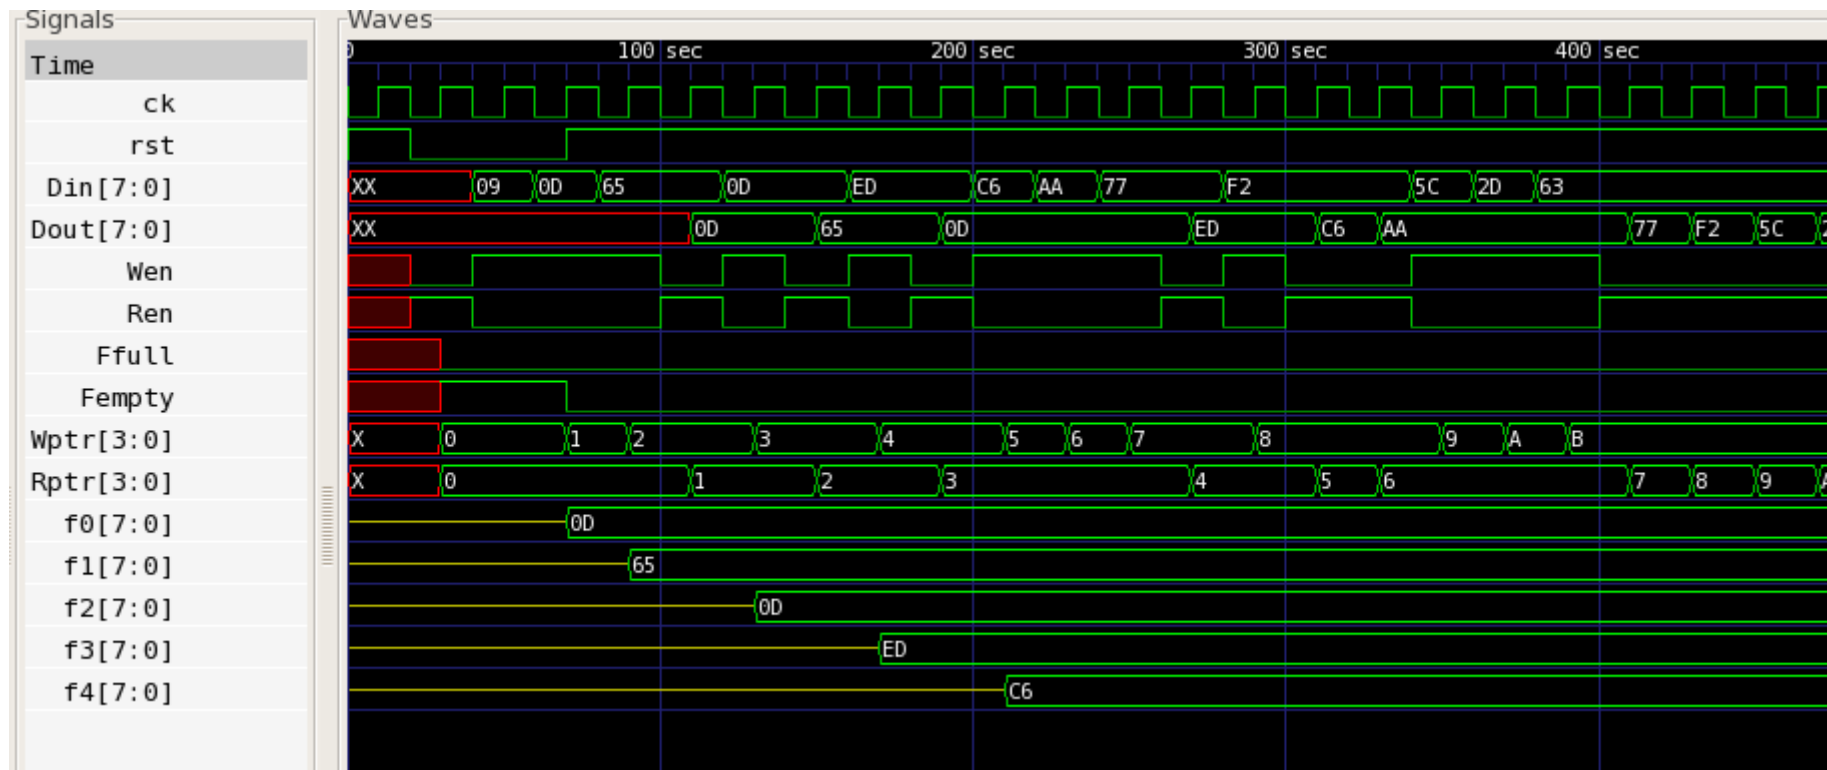 Signals Waves
Time 0 100 sec 200 sec 300 sec 400 sec
ck
rst
Din[7:0] XX 09 0D 65 0D ED C6 AA 77 F2 5C 2D 63
Dout[7:0] XX 0D 65 0D ED C6 AA 77 F2 5C 2
Wen
Ren
Ffull
Fempty
Wptr[3:0] X 0 1 2 3 4 5 6 7 8 9 A B
Rptr[3:0] X 0 1 2 3 4 5 6 7 8 9 A
f0[7:0] 0D
f1[7:0] 65
f2[7:0] 0D
f3[7:0] ED
f4[7:0] C6